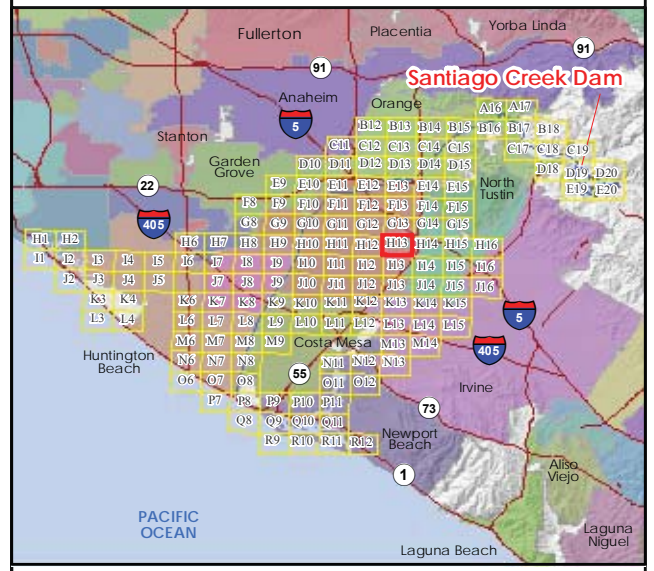 Yorba Linda
Fullerton
Placentia
91
91
Santiago Creek Dam
Anaheim
Orange
A16 A17
5
B12 B13 B14 B15 B16 B17 B18
Stanton
C11 C12 C13 C14 C15 C17 C18 C19
Garden
Grove
D10 D11 D12 D13 D14 D15 D18 D19 D20
22
E9 E10 E11 E12 E13 E14 E15 E19 E20
North
Tustin
F8 F9 F10 F11 F12 F13 F14 F15
405
G8 G9 G10 G11 G12 G13 G14 G15
H1 H2 H6 H7 H8 H9 H10 H11 H12 H13 H14 H15 H16
I1 I2 I3 I4 I5 I6 I7 I8 I9 I10 I11 I12 I13 I14 I15 I16
J2 J3 J4 J5 J7 J8 J9 J10 J11 J12 J13 J14 J15 J16
K3 K4 K6 K7 K8 K9 K10 K11 K12 K13 K14 K15
5
L3 L4 L6 L7 L8 L9 L10 L11 L12 L13 L14 L15
M6 M7 M8 M9 Costa Mesa M13 M14
405
Huntington
Beach
N6 N7 N8 N11 N12 N13
55
O6 O7 O8 O11 O12
Irvine
P7 P8 P9 P10 P11
73
Q8 Q9 Q10 Q11
Newport
Beach
R9 R10 R11 R12
1
Aliso
Viejo
PACIFIC
OCEAN
Laguna
Niguel
Laguna Beach